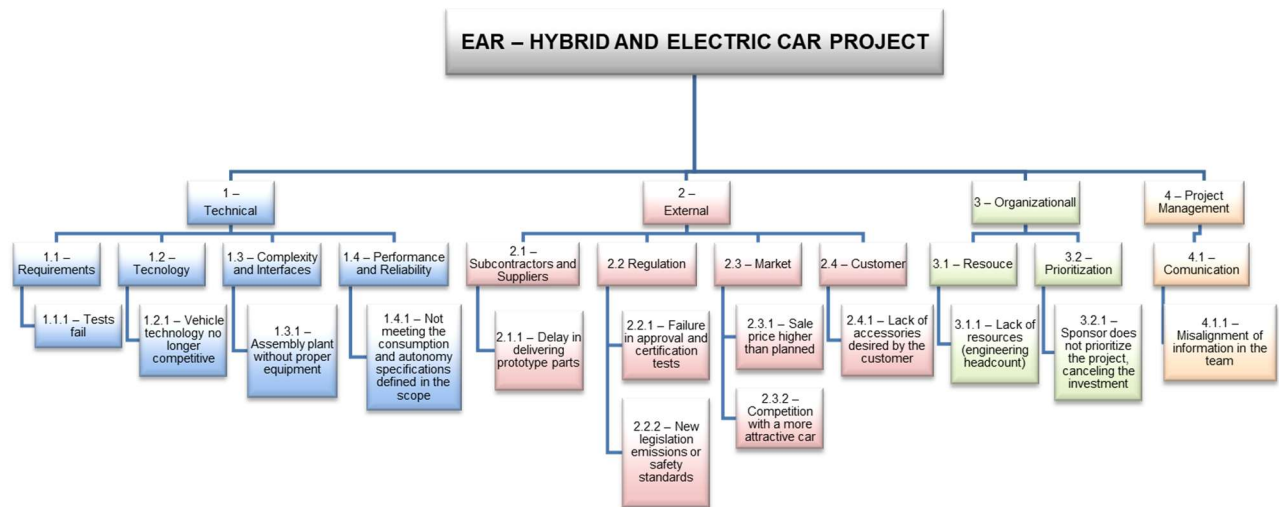 EAR – HYBRID AND ELECTRIC CAR PROJECT
1 –
Technical
2 –
External
3 – Organizationall
4 – Project
Management
1.1 –
Requirements
1.2 –
Tecnology
1.3 – Complexity
and Interfaces
1.4 – Performance
and Reliability
2.1 –
Subcontractors and
Suppliers
2.2 Regulation
2.3 – Market
2.4 – Customer
3.1 – Resouce
3.2 –
Prioritization
4.1 –
Comunication
1.1.1 – Tests
fail
1.2.1 – Vehicle
technology no
longer
competitive
1.3.1 –
Assembly plant
without proper
equipment
1.4.1 – Not
meeting the
consumption
and autonomy
specifications
defined in the
scope
2.1.1 – Delay in
delivering
prototype parts
2.2.1 – Failure
in approval and
certification
tests
2.2.2 – New
legislation
emissions or
safety
standards
2.3.1 – Sale
price higher
than planned
2.3.2 –
Competition
with a more
attractive car
2.4.1 – Lack of
accessories
desired by the
customer
3.1.1 – Lack of
resources
(engineering
headcount)
3.2.1 –
Sponsor does
not prioritize
the project,
canceling the
investment
4.1.1 –
Misalignment of
information in the
team